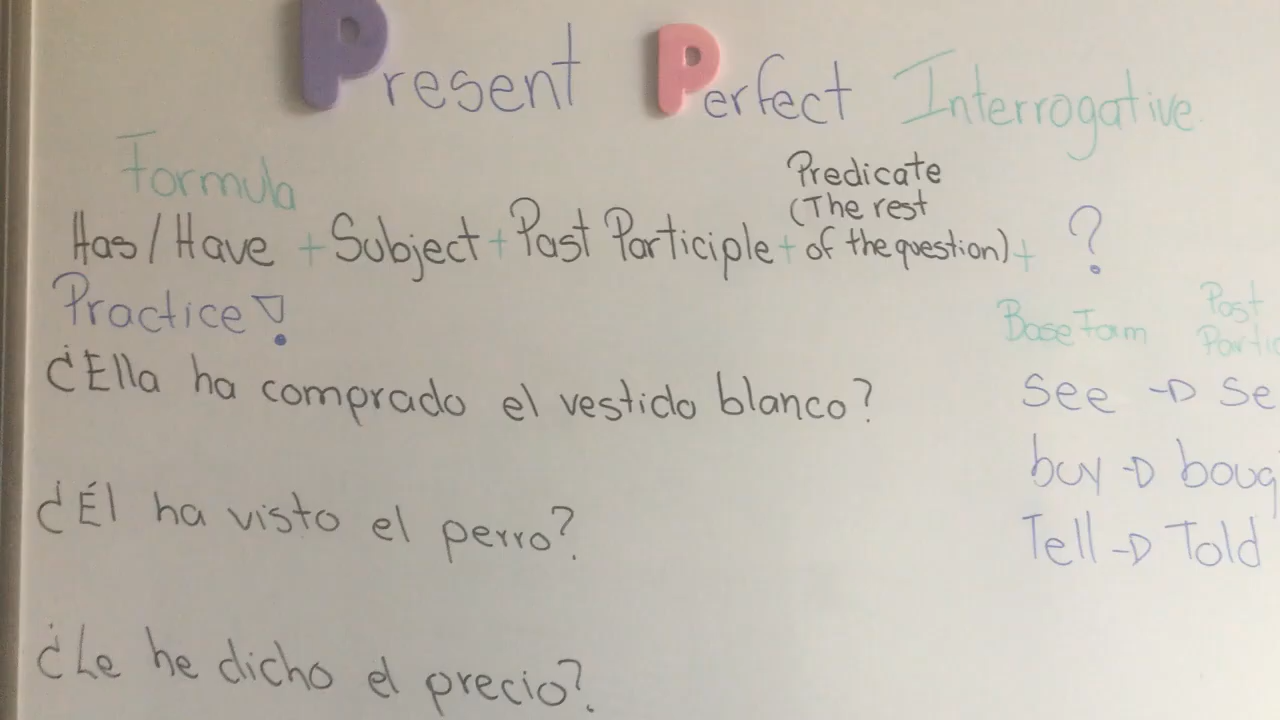 Present Perfect Interrogative
Formula
Predicate
(The rest
Has/Have + Subject + Past Participle + of the question) + ?
Practice!
Base Form Past
¿Ella ha comprado el vestido blanco?
see → se
buy → boug
¿Él ha visto el perro?
Tell → Told
¿Le he dicho el precio?